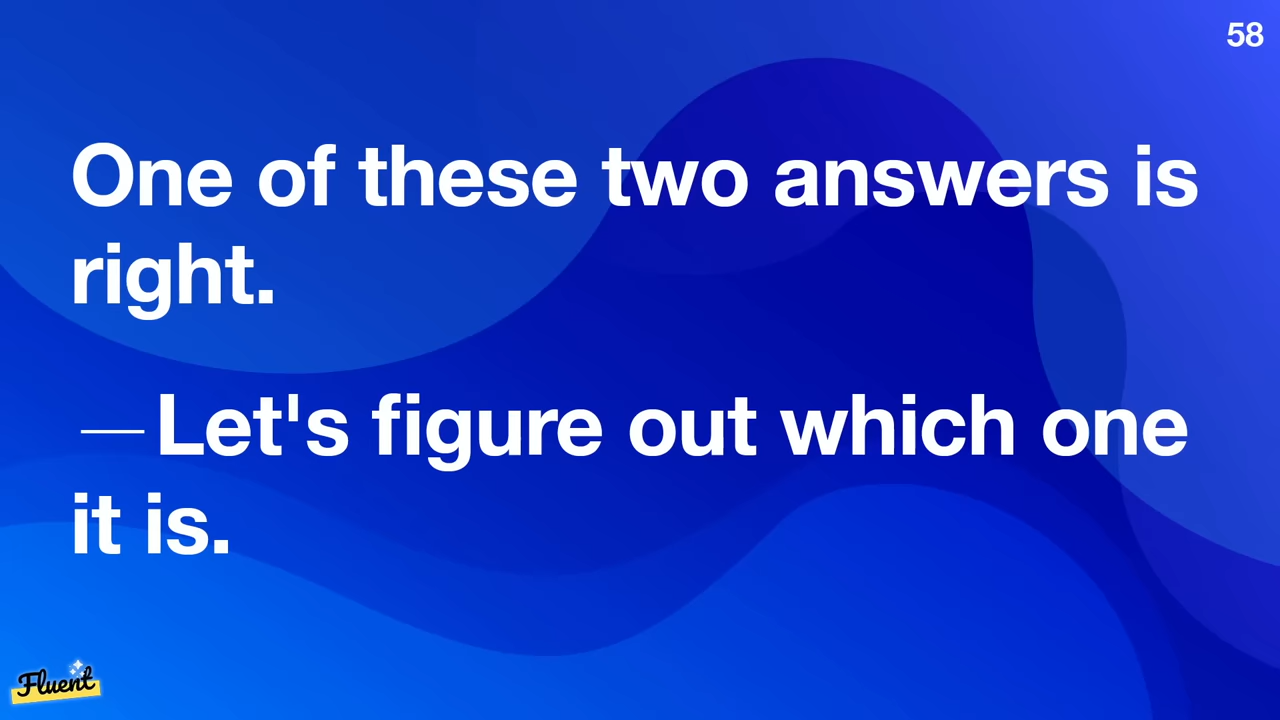 58
One of these two answers is
right.
—Let's figure out which one
it is.
Fluent